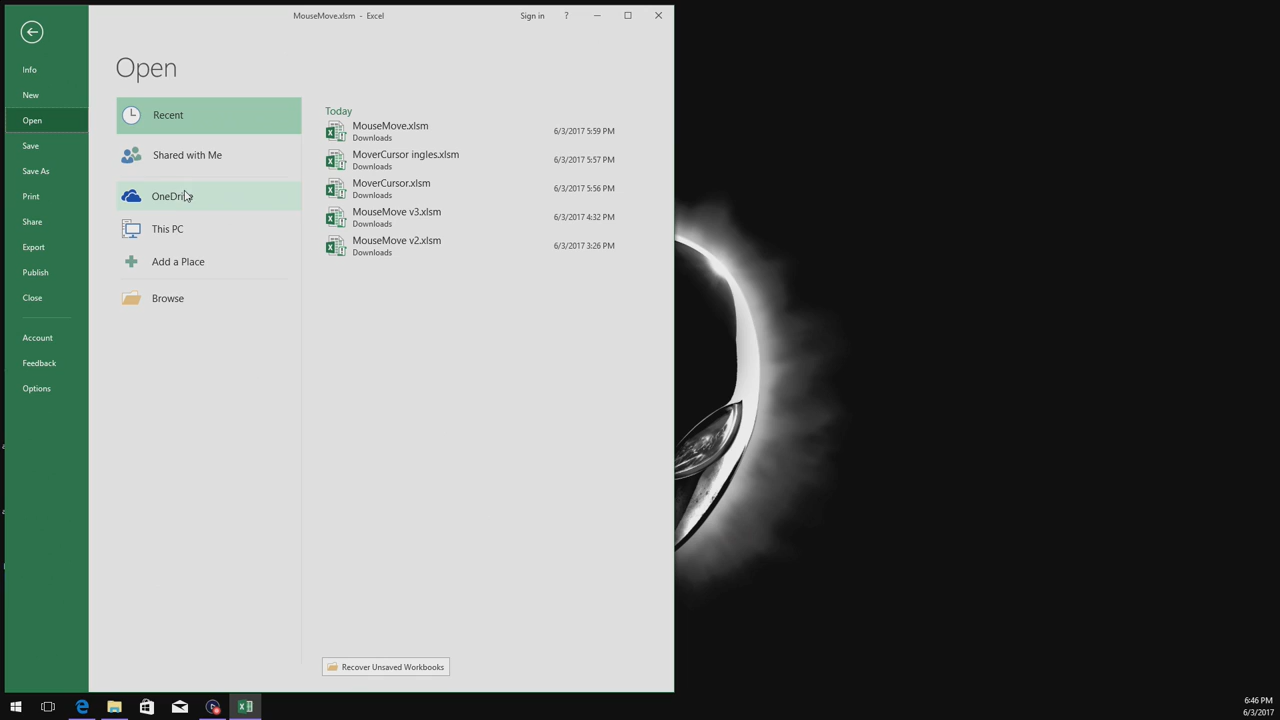 MouseMove.xlsm - Excel
Sign in
?
Info
New
Open
Save
Save As
Print
Share
Export
Publish
Close
Account
Feedback
Options
Open
Recent
Shared with Me
OneDrive
This PC
Add a Place
Browse
Today
MouseMove.xlsm 6/3/2017 5:59 PM
Downloads
MoverCursor ingles.xlsm 6/3/2017 5:57 PM
Downloads
MoverCursor.xlsm 6/3/2017 5:56 PM
Downloads
MouseMove v3.xlsm 6/3/2017 4:32 PM
Downloads
MouseMove v2.xlsm 6/3/2017 3:26 PM
Downloads
Recover Unsaved Workbooks
6:46 PM
6/3/2017